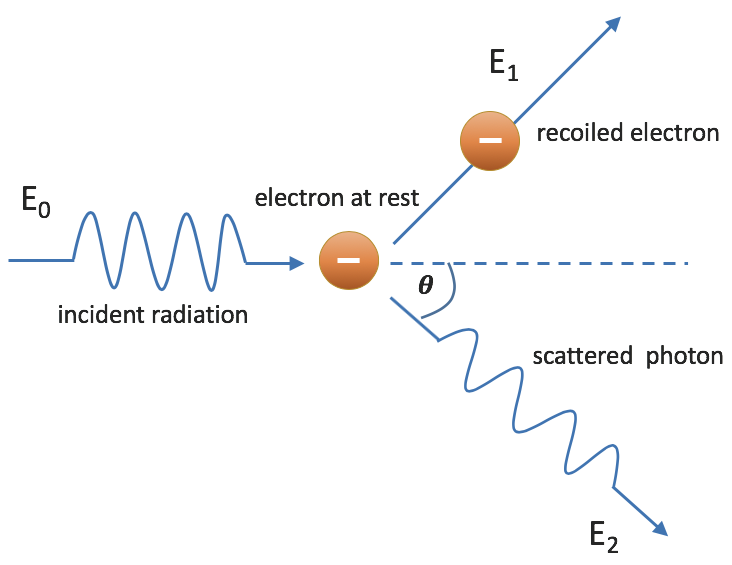 E₁
recoiled electron
electron at rest
E₀
θ
incident radiation
scattered photon
E₂